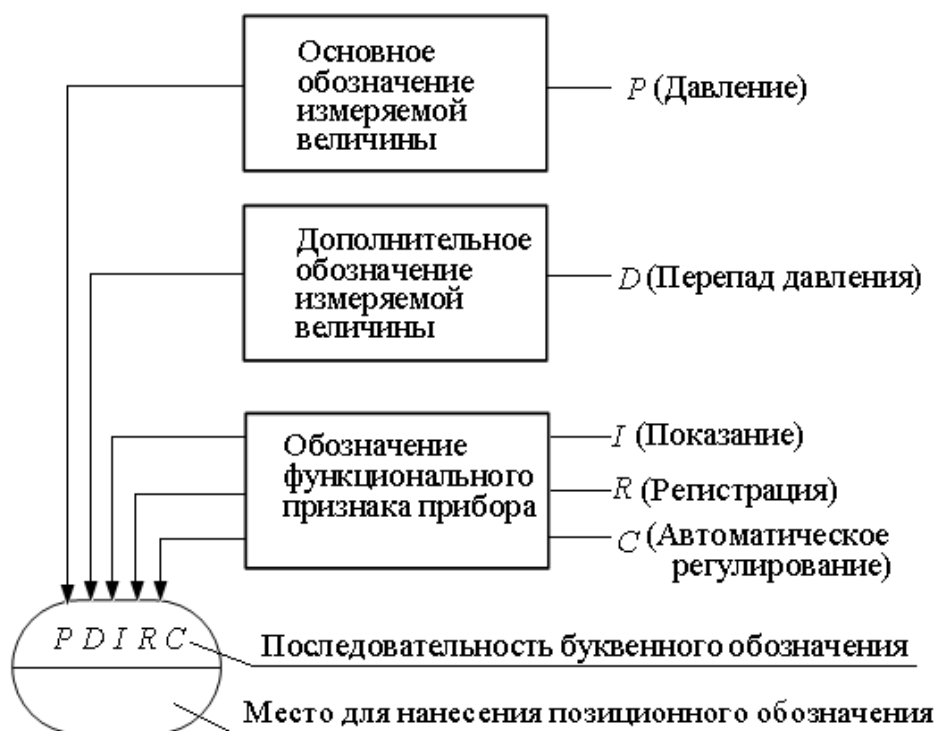 Основное
обозначение
измеряемой
величины
P (Давление)
Дополнительное
обозначение
измеряемой
величины
D (Перепад давления)
Обозначение
функционального
признака прибора
I (Показание)
R (Регистрация)
C (Автоматическое
регулирование)
P D I R C
Последовательность буквенного обозначения
Место для нанесения позиционного обозначения